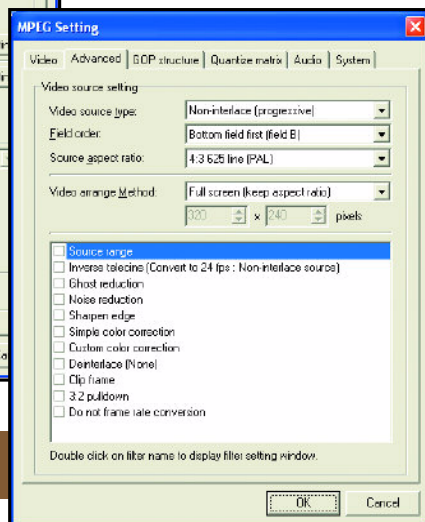 MPEG Setting
Video Advanced GOP structure Quantize matrix Audio System
Video source setting
Video source type: Non-interlace (progressive)
Field order: Bottom field first (field B)
Source aspect ratio: 4:3 625 line (PAL)
Video arrange Method: Full screen (keep aspect ratio)
320 x 240 pixels
Source range
Inverse telecine (Convert to 24 fps : Non-interlace source)
Ghost reduction
Noise reduction
Sharpen edge
Simple color correction
Custom color correction
Deinterlace (None)
Clip frame
3:2 pulldown
Do not frame rate conversion
Double click on filter name to display filter setting window.
OK Cancel